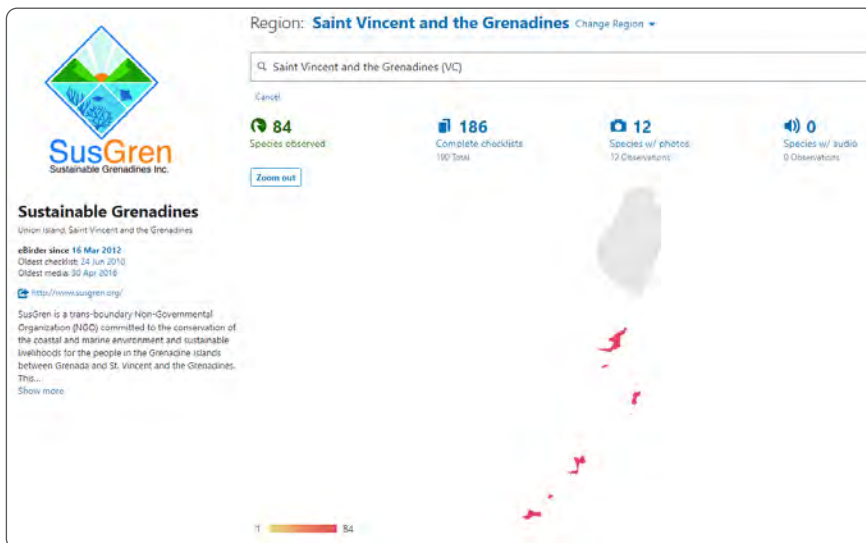 Region: Saint Vincent and the Grenadines Change Region
Saint Vincent and the Grenadines (VC)
Cancel
84
Species observed
186
Complete checklists
190 Total
12
Species w/ photos
12 Observations
0
Species w/ audio
0 Observations
Zoom out
SusGren
Sustainable Grenadines Inc.
Sustainable Grenadines
Union Island, Saint Vincent and the Grenadines
eBirder since 16 Mar 2012
Oldest checklist: 24 Jun 2010
Oldest media: 30 Apr 2016
http://www.susgren.org/
SusGren is a trans-boundary Non-Governmental
Organization (NGO) committed to the conservation of
the coastal and marine environment and sustainable
livelihoods for the people in the Grenadine islands
between Grenada and St. Vincent and the Grenadines.
This...
Show more
1 84